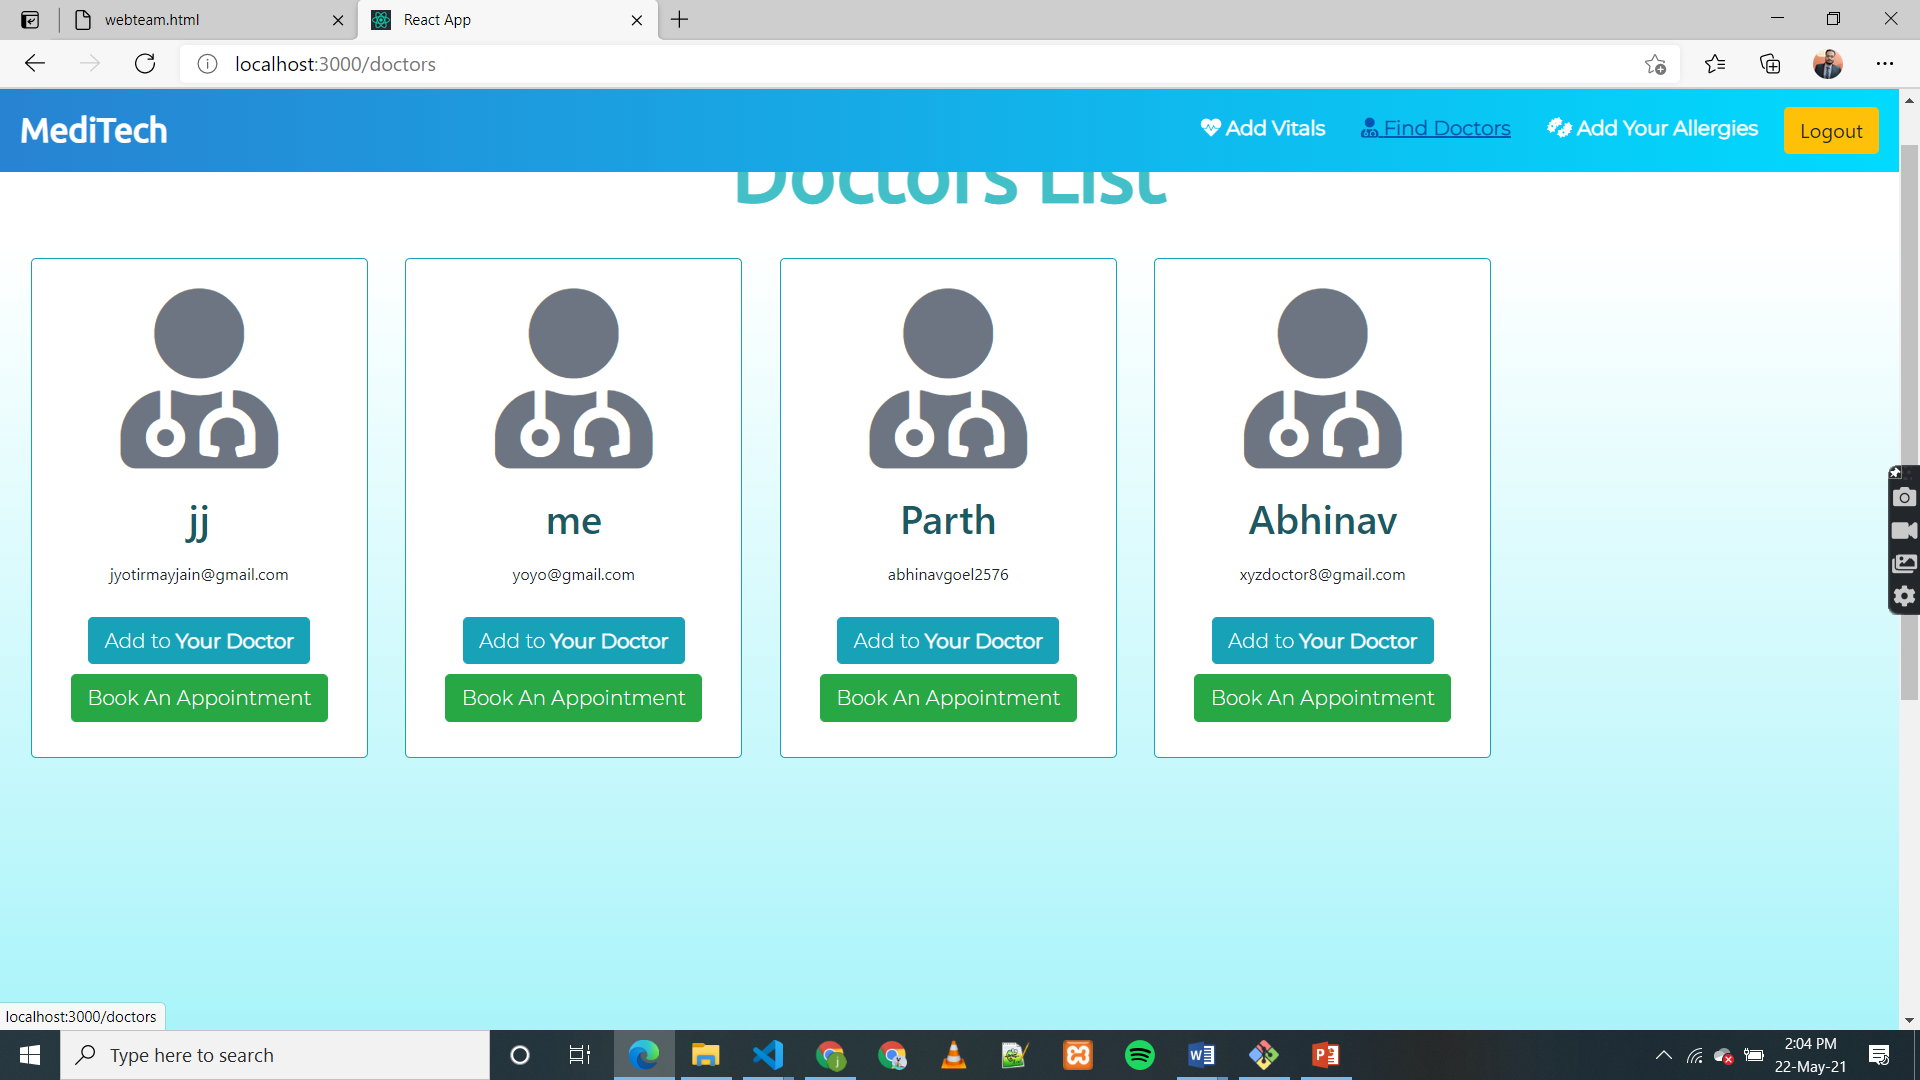 webteam.html
React App
localhost:3000/doctors
MediTech
Add Vitals
Find Doctors
Add Your Allergies
Logout
Doctors List
jj
jyotirmayjain@gmail.com
Add to Your Doctor
Book An Appointment
me
yoyo@gmail.com
Add to Your Doctor
Book An Appointment
Parth
abhinavgoel2576
Add to Your Doctor
Book An Appointment
Abhinav
xyzdoctor8@gmail.com
Add to Your Doctor
Book An Appointment
localhost:3000/doctors
Type here to search
2:04 PM
22-May-21